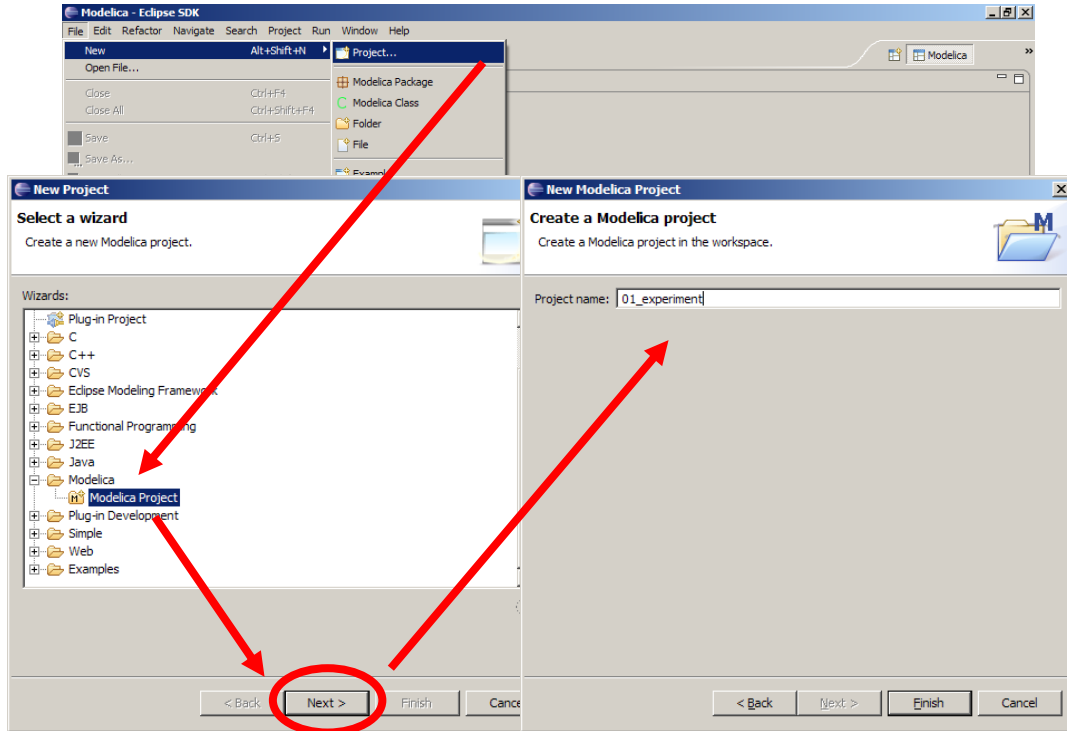 Modelica - Eclipse SDK
File Edit Refactor Navigate Search Project Run Window Help
New Alt+Shift+N
Project...
Modelica
»
Open File...
Modelica Package
Close Ctrl+F4
Modelica Class
Close All Ctrl+Shift+F4
Folder
Save Ctrl+S
File
Save As...
New Project
Select a wizard
Create a new Modelica project.
Wizards:
Plug-in Project
C
C++
CVS
Eclipse Modeling Framework
EJB
Functional Programming
J2EE
Java
Modelica
Modelica Project
Plug-in Development
Simple
Web
Examples
< Back Next > Finish
New Modelica Project
Create a Modelica project
M
Create a Modelica project in the workspace.
Project name: 01_experiment
< Back Next > Finish Cancel